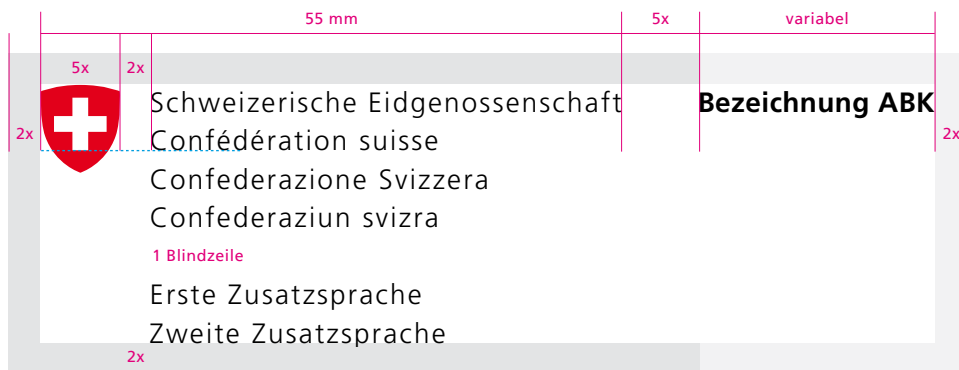 55 mm 5x variabel
5x 2x
Schweizerische Eidgenossenschaft Bezeichnung ABK
2x Confédération suisse 2x
Confederazione Svizzera
Confederaziun svizra
1 Blindzeile
Erste Zusatzsprache
Zweite Zusatzsprache
2x